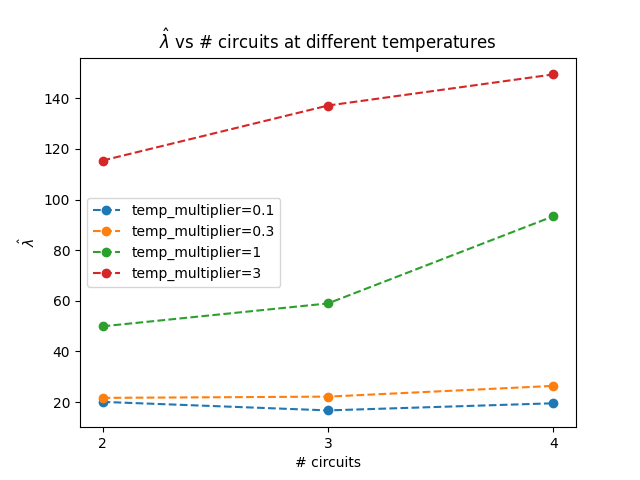 λ̂ vs # circuits at different temperatures
140
120
100
80
60
40
20
λ̂
temp_multiplier=0.1
temp_multiplier=0.3
temp_multiplier=1
temp_multiplier=3
2 3 4
# circuits